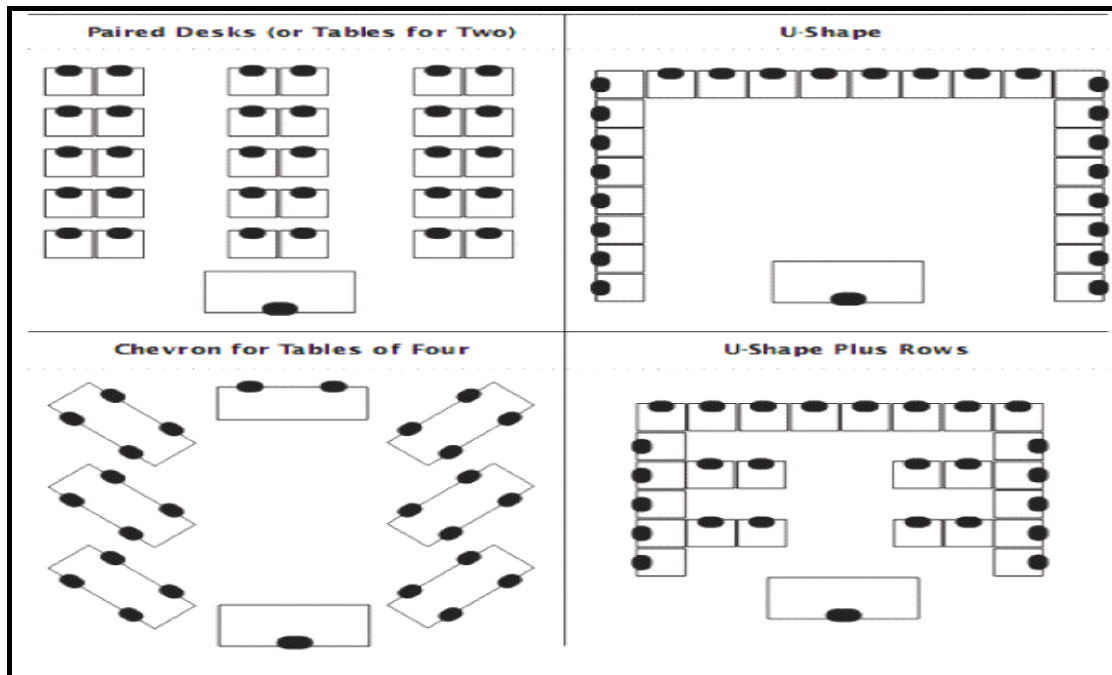 Paired Desks (or Tables for Two)
U-Shape
Chevron for Tables of Four
U-Shape Plus Rows